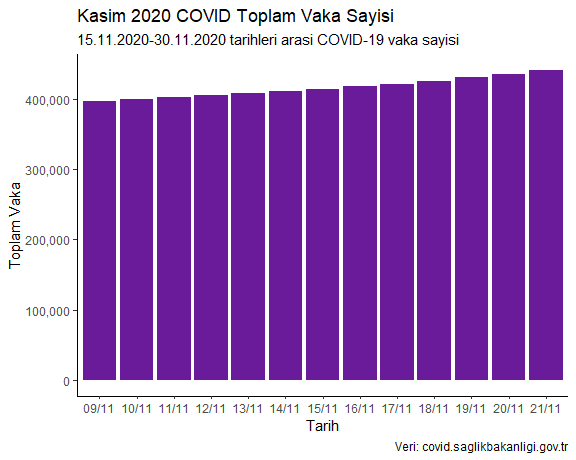 Kasim 2020 COVID Toplam Vaka Sayisi
15.11.2020-30.11.2020 tarihleri arasi COVID-19 vaka sayisi
Toplam Vaka
400,000
300,000
200,000
100,000
0
09/11 10/11 11/11 12/11 13/11 14/11 15/11 16/11 17/11 18/11 19/11 20/11 21/11
Tarih
Veri: covid.saglikbakanligi.gov.tr